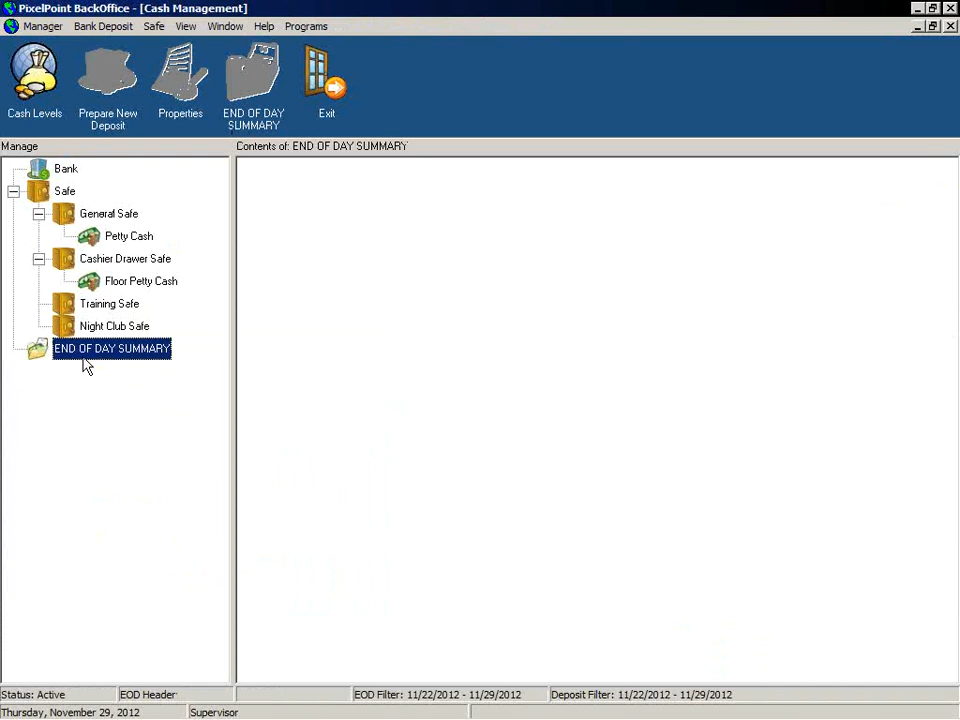 PixelPoint BackOffice - [Cash Management]
Manager Bank Deposit Safe View Window Help Programs
Cash Levels
Prepare New Deposit
Properties
END OF DAY SUMMARY
Exit
Manage
Contents of: END OF DAY SUMMARY
Bank
Safe
General Safe
Petty Cash
Cashier Drawer Safe
Floor Petty Cash
Training Safe
Night Club Safe
END OF DAY SUMMARY
Status: Active EOD Header EOD Filter: 11/22/2012 - 11/29/2012 Deposit Filter: 11/22/2012 - 11/29/2012
Thursday, November 29, 2012 Supervisor